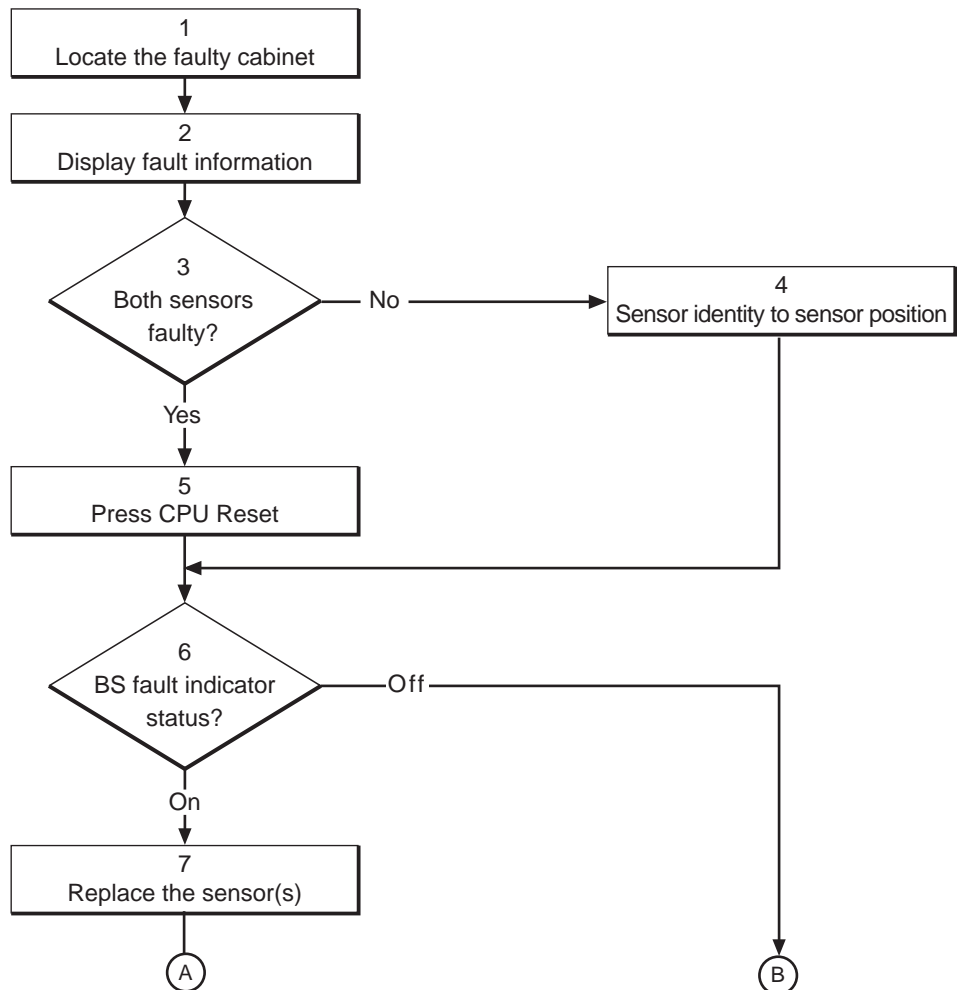 1
Locate the faulty cabinet
2
Display fault information
3
Both sensors
faulty?
No
4
Sensor identity to sensor position
Yes
5
Press CPU Reset
6
BS fault indicator
status?
Off
On
7
Replace the sensor(s)
A
B